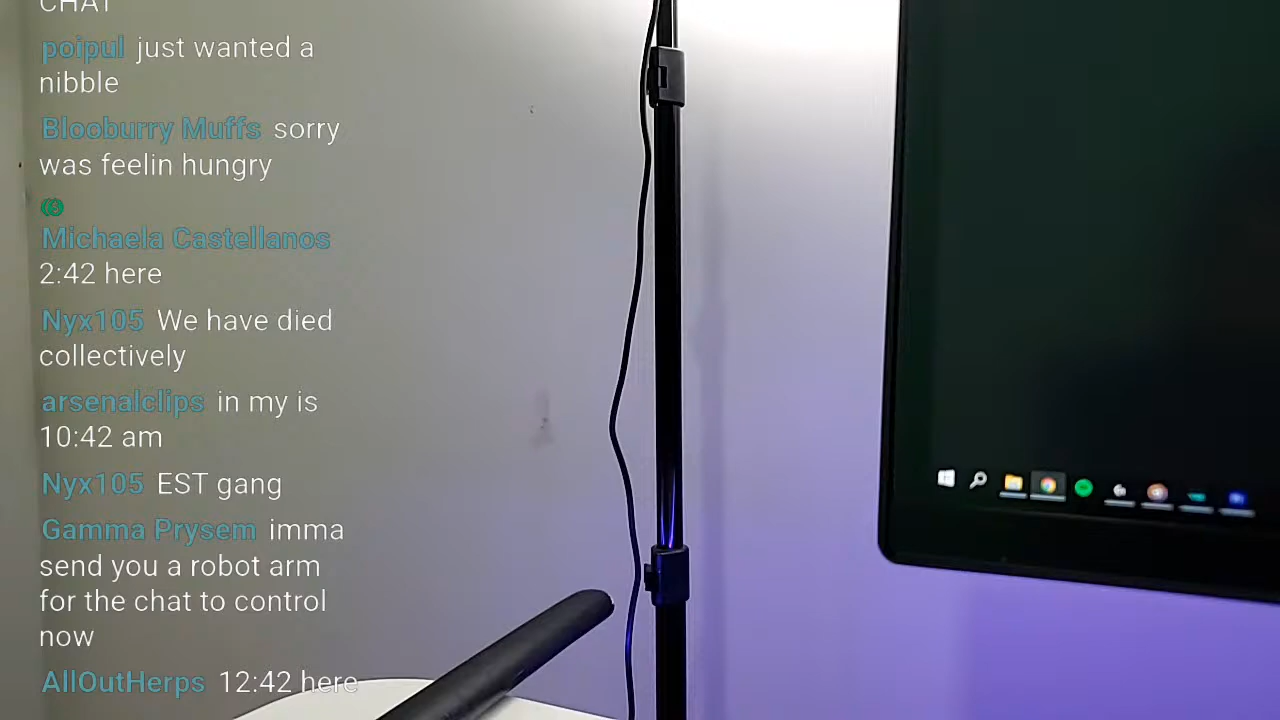 CHAT
poipul just wanted a
nibble
Blooburry Muffs sorry
was feelin hungry
Michaela Castellanos
2:42 here
Nyx105 We have died
collectively
arsenalclips in my is
10:42 am
Nyx105 EST gang
Gamma Prysem imma
send you a robot arm
for the chat to control
now
AllOutHerps 12:42 here